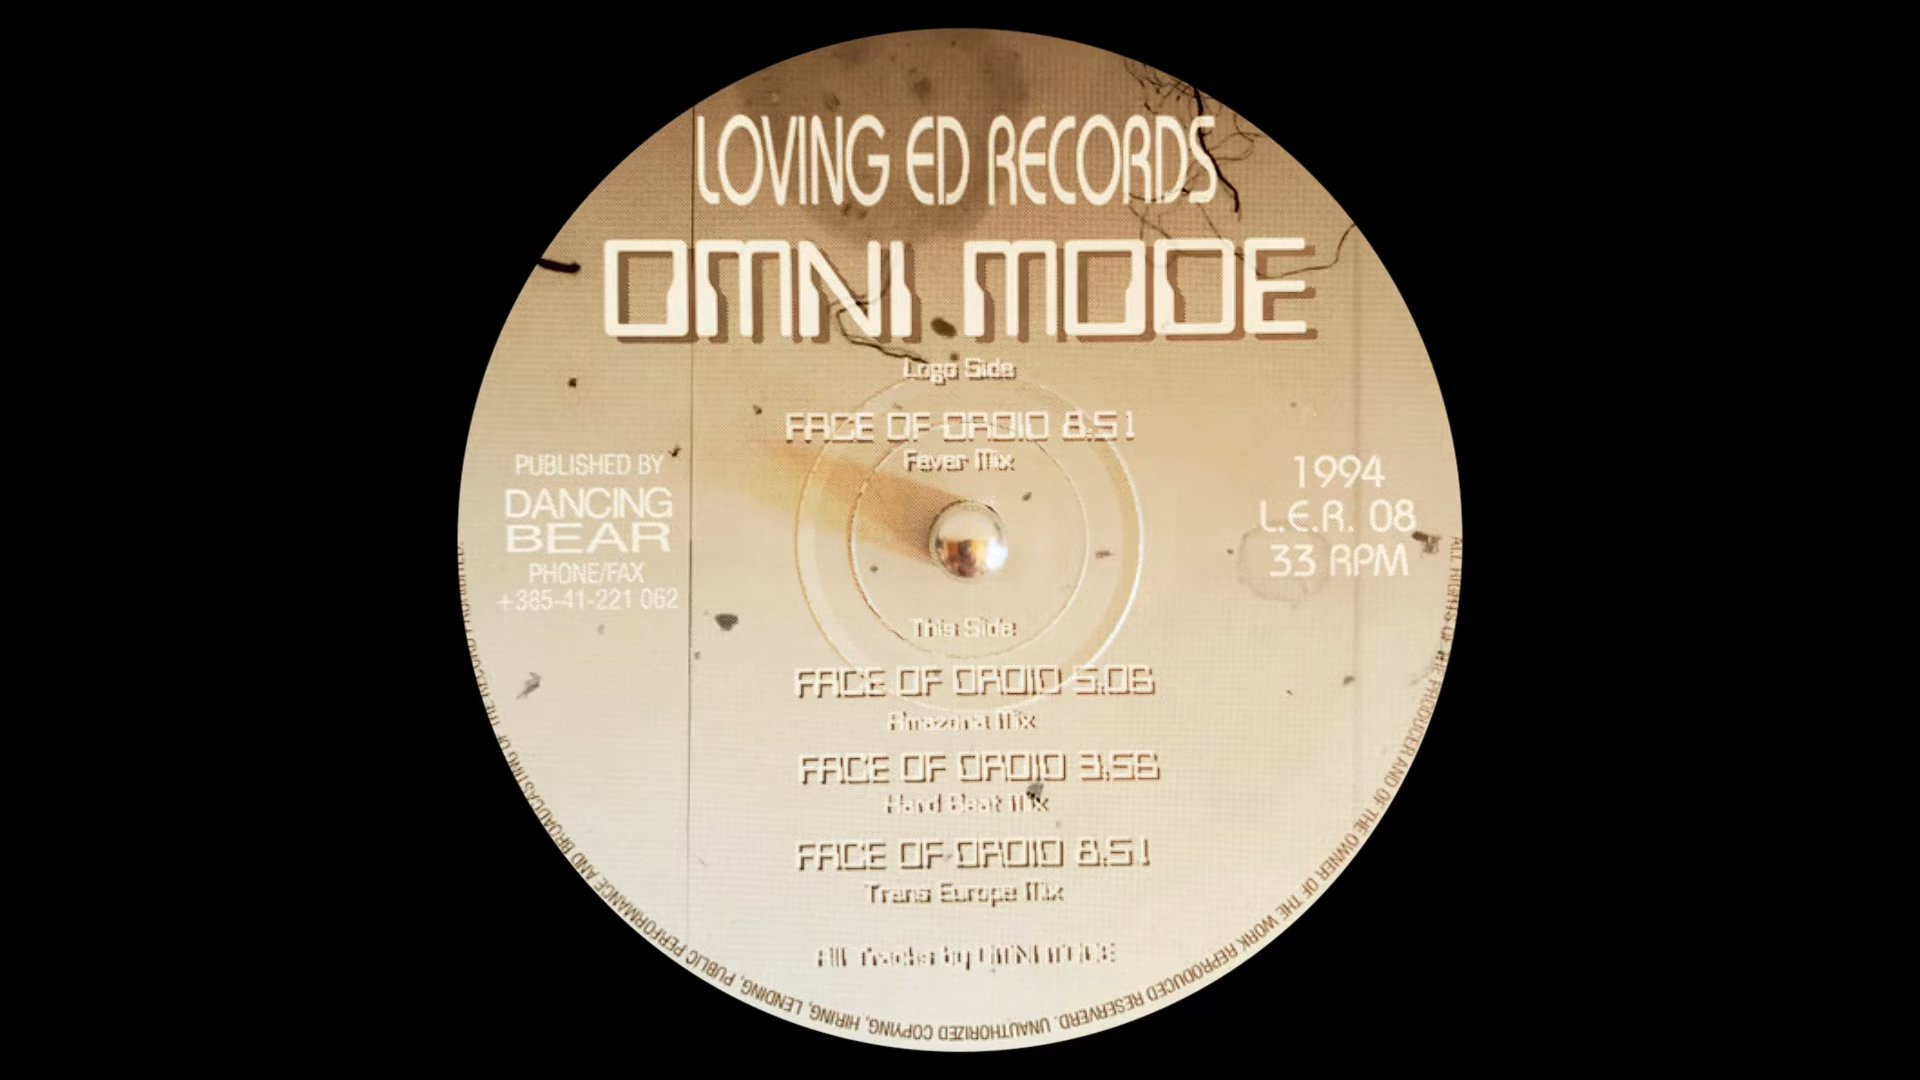 LOVING ED RECORDS
OMNI MODE
Logo Side
FACE OF DROID 8.51
Fever Mix
PUBLISHED BY
DANCING
BEAR
PHONE/FAX
+385-41-221 062
1994
L.E.R. 08
33 RPM
This Side
FACE OF DROID 5.08
Amazona Mix
FACE OF DROID 3.58
Hard Beat Mix
FACE OF DROID 8.51
Trans Europe Mix
All Tracks by OMNI MODE
ALL RIGHTS OF THE PRODUCER AND OF THE OWNER OF THE WORK REPRODUCED RESERVERD. UNAUTHORIZED COPYING, HIRING, LENDING, PUBLIC PERFORMANCE AND BROADCASTING OF THE RECORD PROHIBITED.